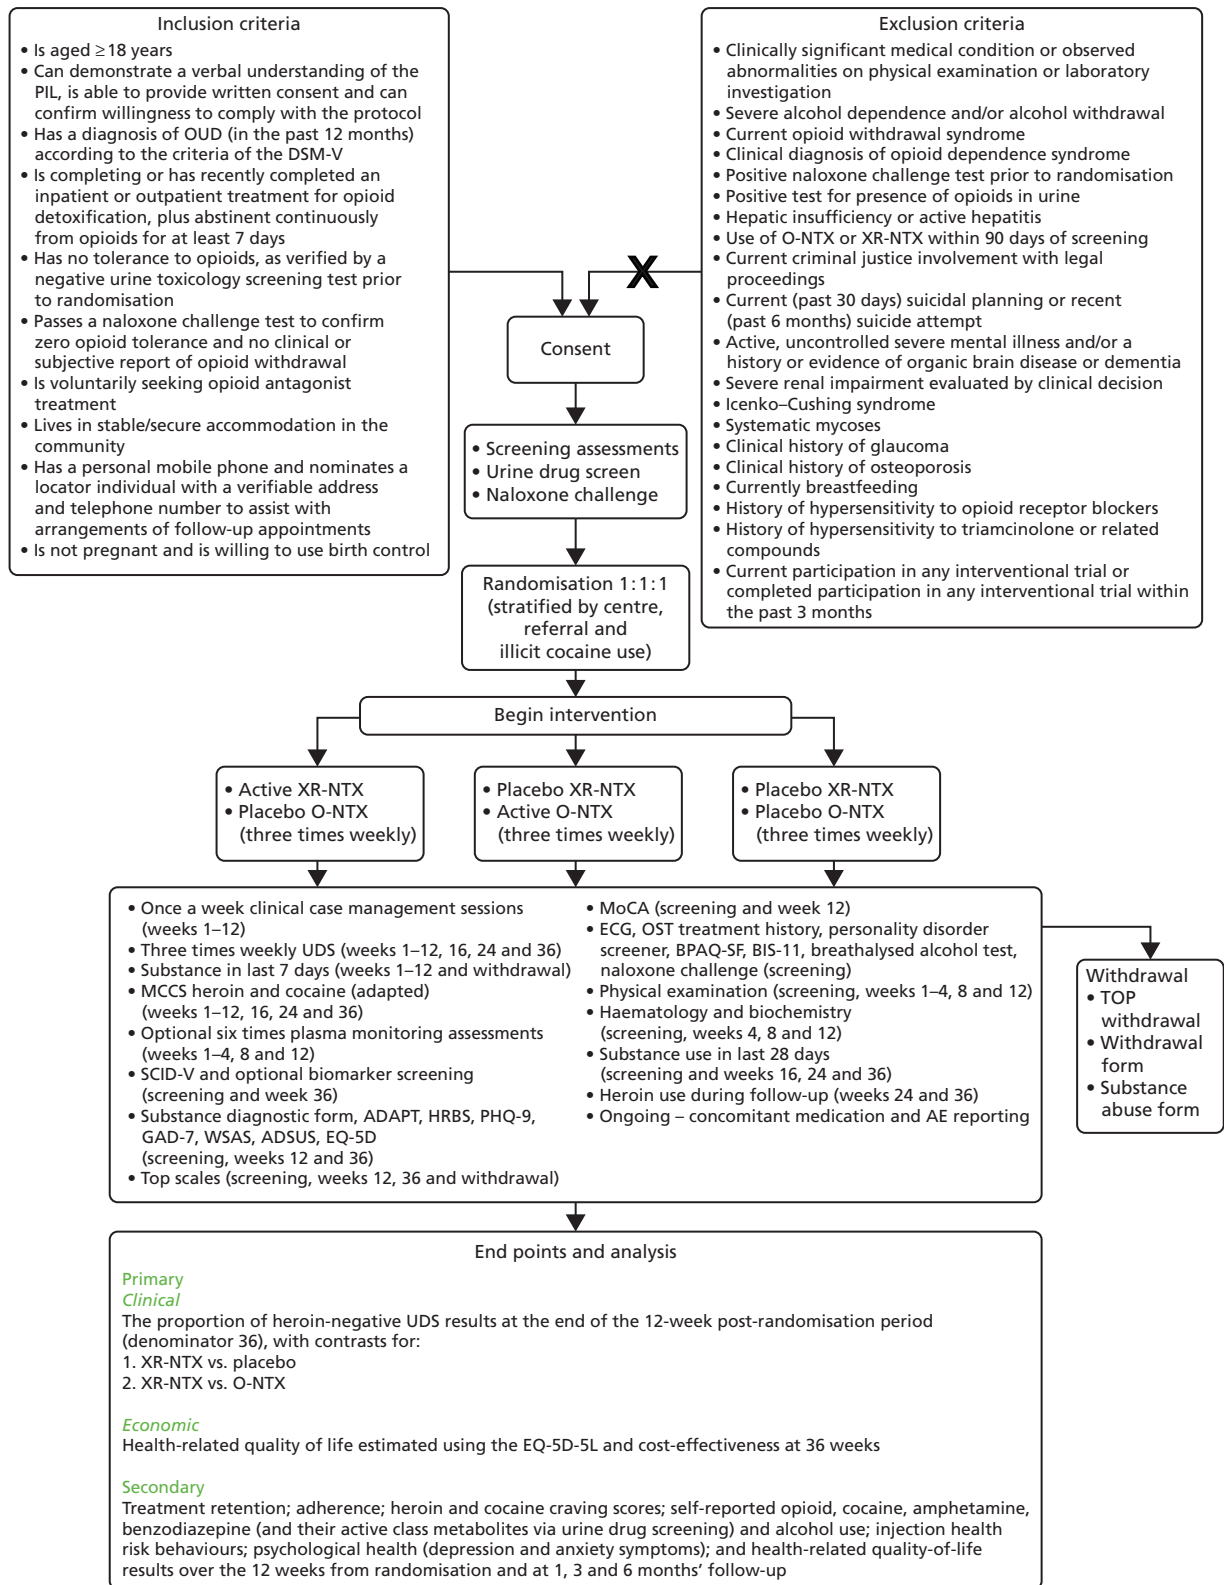 Inclusion criteria
• Is aged ≥18 years
• Can demonstrate a verbal understanding of the
PIL, is able to provide written consent and can
confirm willingness to comply with the protocol
• Has a diagnosis of OUD (in the past 12 months)
according to the criteria of the DSM-V
• Is completing or has recently completed an
inpatient or outpatient treatment for opioid
detoxification, plus abstinent continuously
from opioids for at least 7 days
• Has no tolerance to opioids, as verified by a
negative urine toxicology screening test prior
to randomisation
• Passes a naloxone challenge test to confirm
zero opioid tolerance and no clinical or
subjective report of opioid withdrawal
• Is voluntarily seeking opioid antagonist
treatment
• Lives in stable/secure accommodation in the
community
• Has a personal mobile phone and nominates a
locator individual with a verifiable address
and telephone number to assist with
arrangements of follow-up appointments
• Is not pregnant and is willing to use birth control
Exclusion criteria
• Clinically significant medical condition or observed
abnormalities on physical examination or laboratory
investigation
• Severe alcohol dependence and/or alcohol withdrawal
• Current opioid withdrawal syndrome
• Clinical diagnosis of opioid dependence syndrome
• Positive naloxone challenge test prior to randomisation
• Positive test for presence of opioids in urine
• Hepatic insufficiency or active hepatitis
• Use of O-NTX or XR-NTX within 90 days of screening
• Current criminal justice involvement with legal
proceedings
• Current (past 30 days) suicidal planning or recent
(past 6 months) suicide attempt
• Active, uncontrolled severe mental illness and/or a
history or evidence of organic brain disease or dementia
• Severe renal impairment evaluated by clinical decision
• Icenko–Cushing syndrome
• Systematic mycoses
• Clinical history of glaucoma
• Clinical history of osteoporosis
• Currently breastfeeding
• History of hypersensitivity to opioid receptor blockers
• History of hypersensitivity to triamcinolone or related
compounds
• Current participation in any interventional trial or
completed participation in any interventional trial within
the past 3 months
X
Consent
• Screening assessments
• Urine drug screen
• Naloxone challenge
Randomisation 1:1:1
(stratified by centre,
referral and
illicit cocaine use)
Begin intervention
• Active XR-NTX
• Placebo O-NTX
(three times weekly)
• Placebo XR-NTX
• Active O-NTX
(three times weekly)
• Placebo XR-NTX
• Placebo O-NTX
(three times weekly)
• Once a week clinical case management sessions
(weeks 1–12)
• Three times weekly UDS (weeks 1–12, 16, 24 and 36)
• Substance in last 7 days (weeks 1–12 and withdrawal)
• MCCS heroin and cocaine (adapted)
(weeks 1–12, 16, 24 and 36)
• Optional six times plasma monitoring assessments
(weeks 1–4, 8 and 12)
• SCID-V and optional biomarker screening
(screening and week 36)
• Substance diagnostic form, ADAPT, HRBS, PHQ-9,
GAD-7, WSAS, ADSUS, EQ-5D
(screening, weeks 12 and 36)
• Top scales (screening, weeks 12, 36 and withdrawal)
• MoCA (screening and week 12)
• ECG, OST treatment history, personality disorder
screener, BPAQ-SF, BIS-11, breathalysed alcohol test,
naloxone challenge (screening)
• Physical examination (screening, weeks 1–4, 8 and 12)
• Haematology and biochemistry
(screening, weeks 4, 8 and 12)
• Substance use in last 28 days
(screening and weeks 16, 24 and 36)
• Heroin use during follow-up (weeks 24 and 36)
• Ongoing – concomitant medication and AE reporting
Withdrawal
• TOP
withdrawal
• Withdrawal
form
• Substance
abuse form
End points and analysis
Primary
Clinical
The proportion of heroin-negative UDS results at the end of the 12-week post-randomisation period
(denominator 36), with contrasts for:
1. XR-NTX vs. placebo
2. XR-NTX vs. O-NTX
Economic
Health-related quality of life estimated using the EQ-5D-5L and cost-effectiveness at 36 weeks
Secondary
Treatment retention; adherence; heroin and cocaine craving scores; self-reported opioid, cocaine, amphetamine,
benzodiazepine (and their active class metabolites via urine drug screening) and alcohol use; injection health
risk behaviours; psychological health (depression and anxiety symptoms); and health-related quality-of-life
results over the 12 weeks from randomisation and at 1, 3 and 6 months’ follow-up